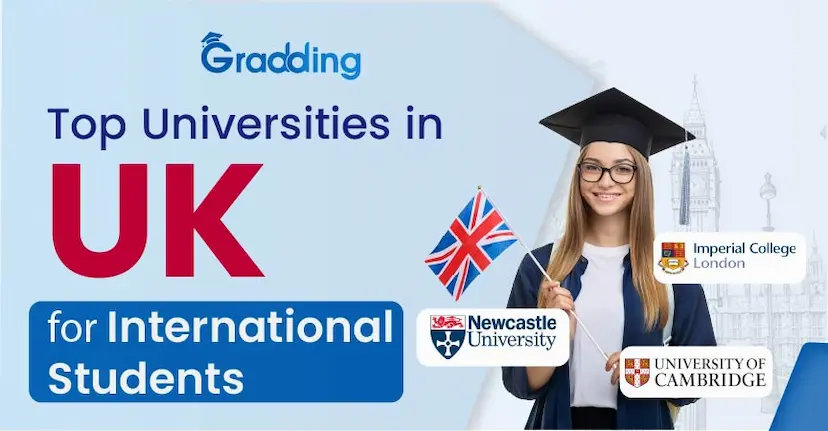 Gradding
Top Universities in
UK
for International
Students
Imperial College
London
Newcastle
University
UNIVERSITY OF
CAMBRIDGE